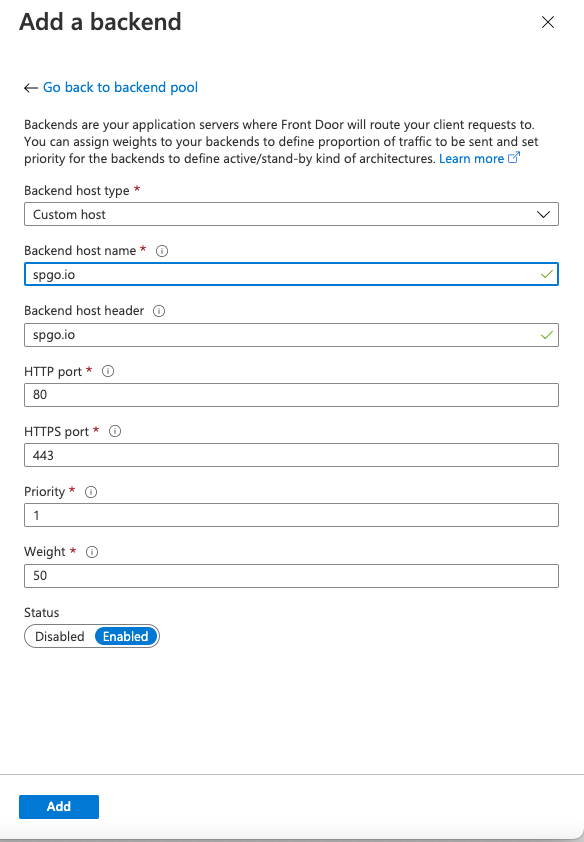 Add a backend
Go back to backend pool
Backends are your application servers where Front Door will route your client requests to.
You can assign weights to your backends to define proportion of traffic to be sent and set
priority for the backends to define active/stand-by kind of architectures. Learn more
Backend host type *
Custom host
Backend host name *
spgo.io
Backend host header
spgo.io
HTTP port *
80
HTTPS port *
443
Priority *
1
Weight *
50
Status
Disabled Enabled
Add